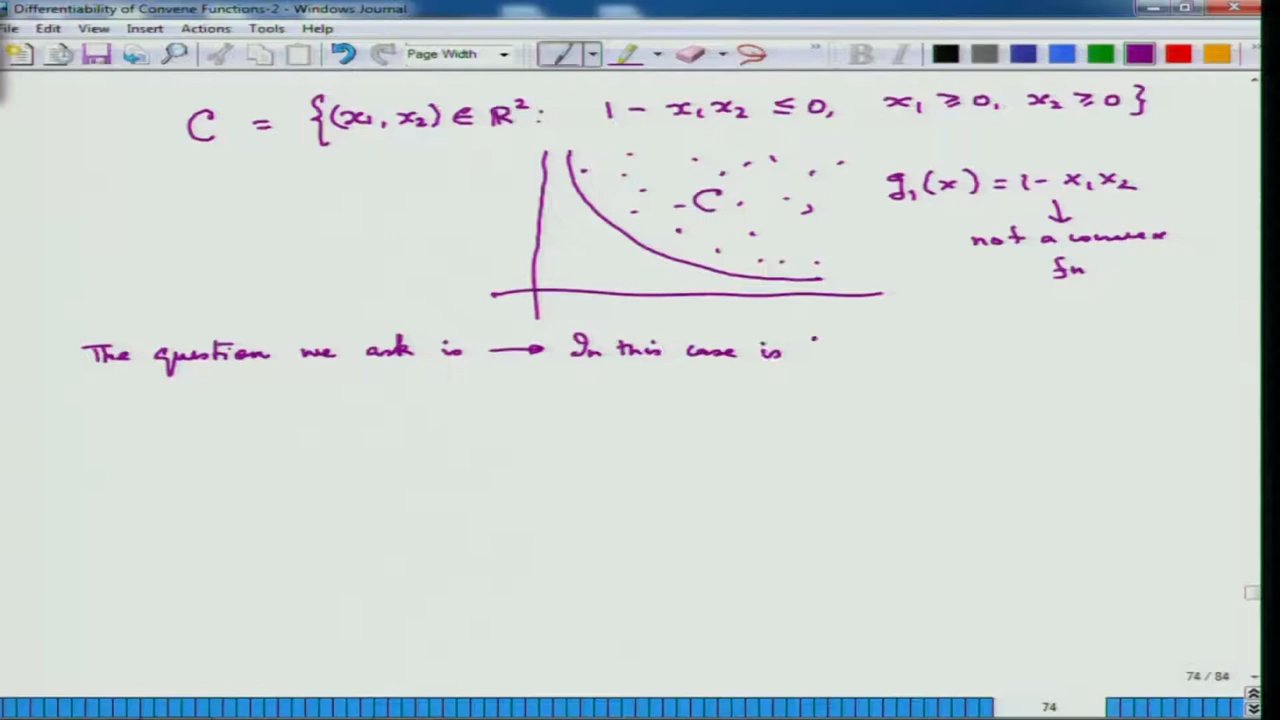 Differentiability of Convene Functions-2 - Windows Journal
File Edit View Insert Actions Tools Help
Page Width B I
C = {(x₁, x₂) ∈ ℝ²: 1 - x₁x₂ ≤ 0, x₁ ≥ 0, x₂ ≥ 0}
C
g₁(x) = 1 - x₁x₂
↓
not a convex
fn
The question we ask is → In this case is
74 / 84
74